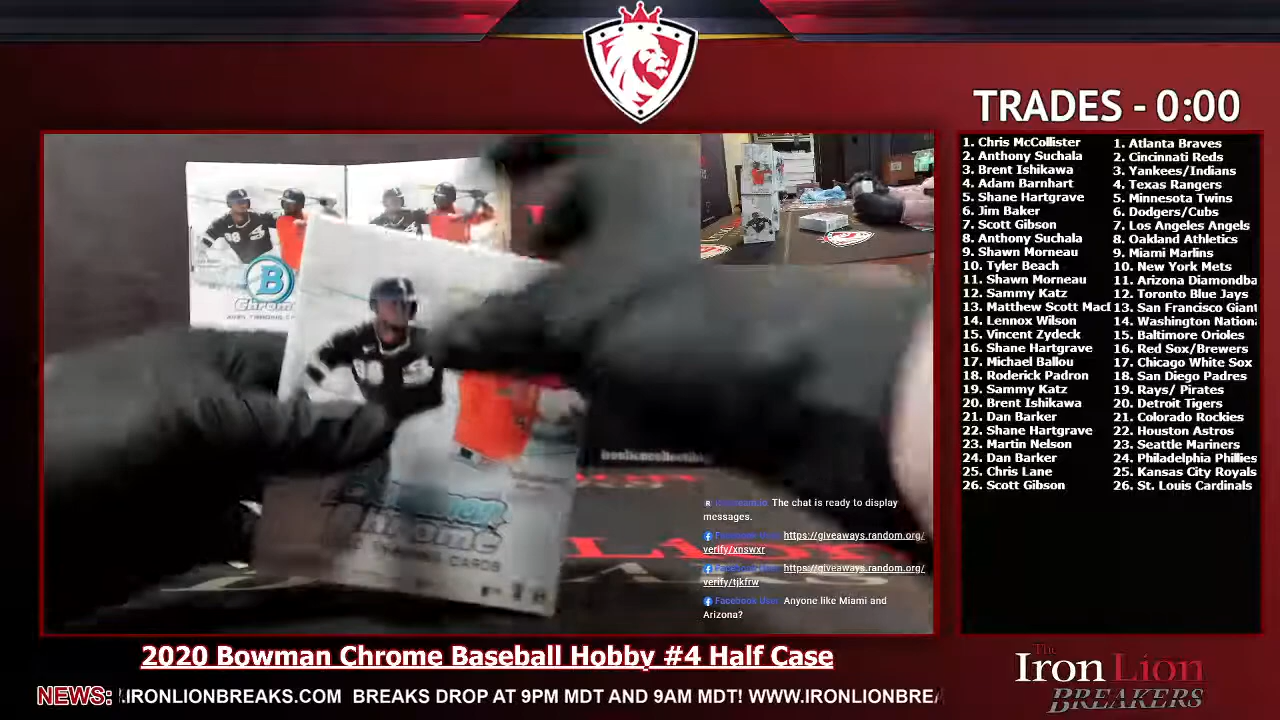 TRADES - 0:00
1. Chris McCollister 1. Atlanta Braves
2. Anthony Suchala 2. Cincinnati Reds
3. Brent Ishikawa 3. Yankees/Indians
4. Adam Barnhart 4. Texas Rangers
5. Shane Hartgrave 5. Minnesota Twins
6. Jim Baker 6. Dodgers/Cubs
7. Scott Gibson 7. Los Angeles Angels
8. Anthony Suchala 8. Oakland Athletics
9. Shawn Morneau 9. Miami Marlins
10. Tyler Beach 10. New York Mets
11. Shawn Morneau 11. Arizona Diamondba
12. Sammy Katz 12. Toronto Blue Jays
13. Matthew Scott Macl 13. San Francisco Giant
14. Lennox Wilson 14. Washington Nationa
15. Vincent Zydeck 15. Baltimore Orioles
16. Shane Hartgrave 16. Red Sox/Brewers
17. Michael Ballou 17. Chicago White Sox
18. Roderick Padron 18. San Diego Padres
19. Sammy Katz 19. Rays/ Pirates
20. Brent Ishikawa 20. Detroit Tigers
21. Dan Barker 21. Colorado Rockies
22. Shane Hartgrave 22. Houston Astros
23. Martin Nelson 23. Seattle Mariners
24. Dan Barker 24. Philadelphia Phillies
25. Chris Lane 25. Kansas City Royals
26. Scott Gibson 26. St. Louis Cardinals
B
Chrome
Chrome
The chat is ready to display
messages.
Facebook User https://giveaways.random.org/
verify/xnswxr
Facebook User https://giveaways.random.org/
verify/tjkfrw
Facebook User Anyone like Miami and
Arizona?
2020 Bowman Chrome Baseball Hobby #4 Half Case
NEWS: .IRONLIONBREAKS.COM BREAKS DROP AT 9PM MDT AND 9AM MDT! WWW.IRONLIONBREA
The
Iron Lion
BREAKERS